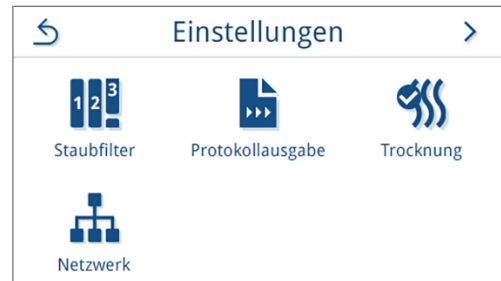 Einstellungen
1 2 3
Staubfilter
Protokollausgabe
Trocknung
Netzwerk